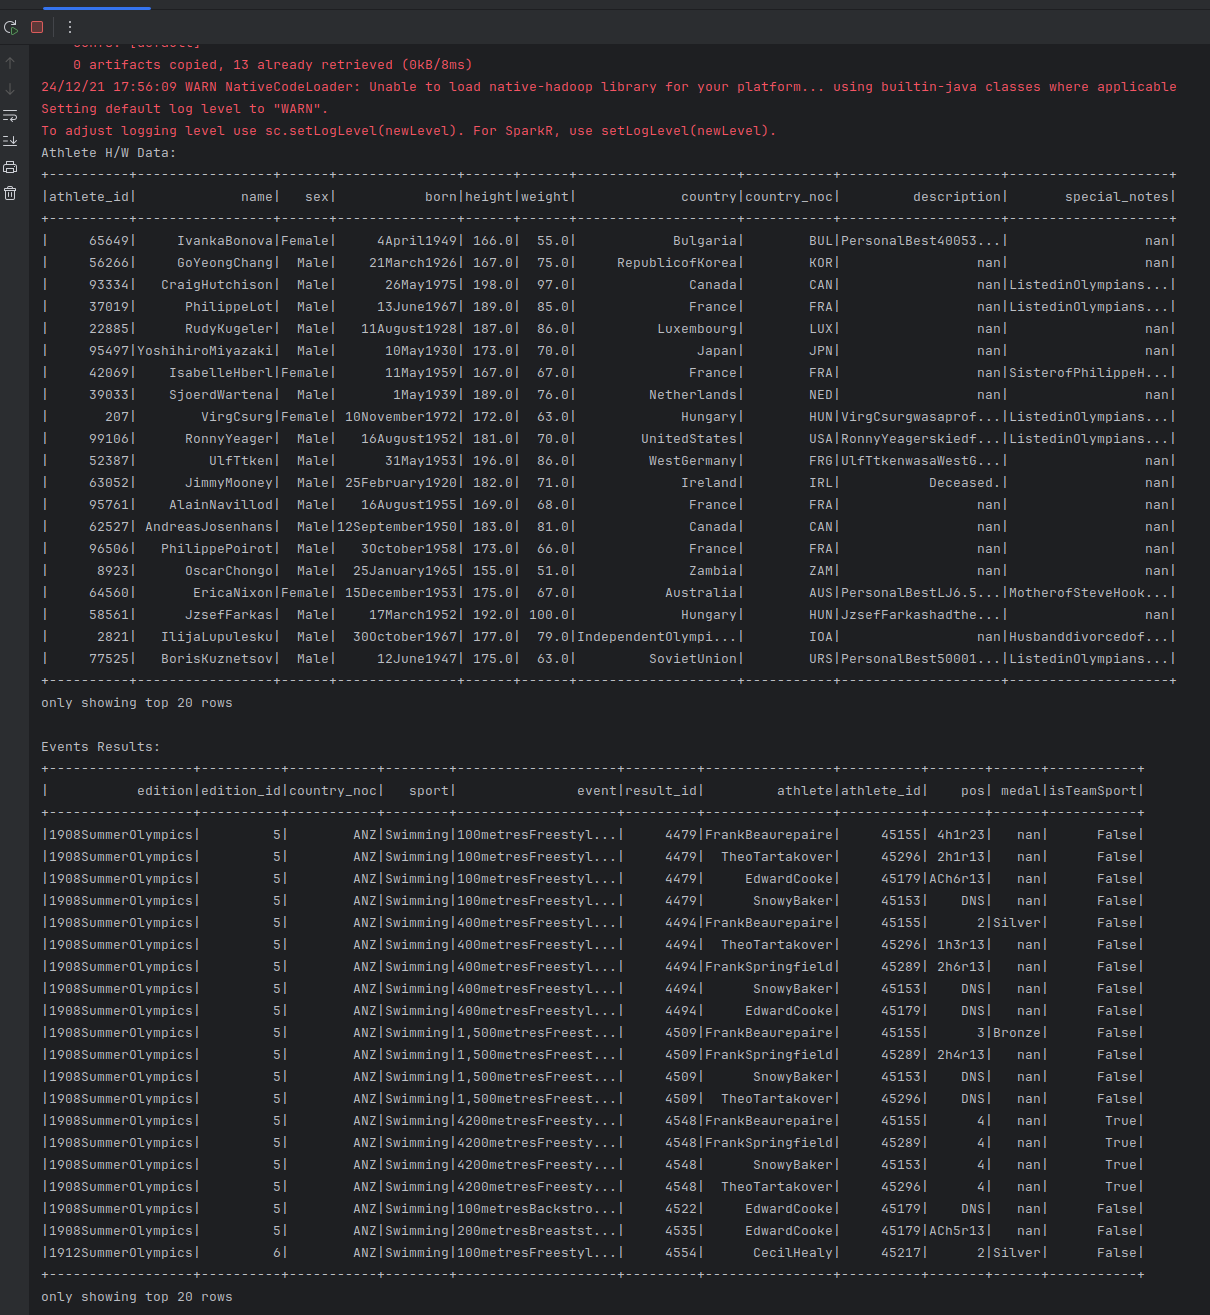 0 artifacts copied, 13 already retrieved (0kB/8ms)
24/12/21 17:56:09 WARN NativeCodeLoader: Unable to load native-hadoop library for your platform... using builtin-java classes where applicable
Setting default log level to "WARN".
To adjust logging level use sc.setLogLevel(newLevel). For SparkR, use setLogLevel(newLevel).
Athlete H/W Data:
+----------+-----------------+------+---------------+------+------+--------------------+-----------+--------------------+--------------------+
|athlete_id|             name|   sex|           born|height|weight|             country|country_noc|         description|       special_notes|
+----------+-----------------+------+---------------+------+------+--------------------+-----------+--------------------+--------------------+
|     65649|     IvankaBonova|Female|     4April1949| 166.0|  55.0|            Bulgaria|        BUL|PersonalBest40053...|                 nan|
|     56266|     GoYeongChang|  Male|    21March1926| 167.0|  75.0|     RepublicofKorea|        KOR|                 nan|                 nan|
|     93334|   CraigHutchison|  Male|      26May1975| 198.0|  97.0|              Canada|        CAN|                 nan|ListedinOlympians...|
|     37019|      PhilippeLot|  Male|     13June1967| 189.0|  85.0|              France|        FRA|                 nan|ListedinOlympians...|
|     22885|      RudyKugeler|  Male|   11August1928| 187.0|  86.0|          Luxembourg|        LUX|                 nan|                 nan|
|     95497|YoshihiroMiyazaki|  Male|      10May1930| 173.0|  70.0|               Japan|        JPN|                 nan|                 nan|
|     42069|   IsabelleHberl|Female|      11May1959| 167.0|  67.0|              France|        FRA|                 nan|SisterofPhilippeH...|
|     39033|    SjoerdWartena|  Male|       1May1939| 189.0|  76.0|         Netherlands|        NED|                 nan|                 nan|
|       207|        VirgCsurg|Female| 10November1972| 172.0|  63.0|             Hungary|        HUN|VirgCsurgwasaprof...|ListedinOlympians...|
|     99106|      RonnyYeager|  Male|   16August1952| 181.0|  70.0|        UnitedStates|        USA|RonnyYeagerskiedf...|ListedinOlympians...|
|     52387|         UlfTtken|  Male|      31May1953| 196.0|  86.0|         WestGermany|        FRG|UlfTtkenwasaWestG...|                 nan|
|     63052|      JimmyMooney|  Male| 25February1920| 182.0|  71.0|             Ireland|        IRL|           Deceased.|                 nan|
|     95761|    AlainNavillod|  Male|   16August1955| 169.0|  68.0|              France|        FRA|                 nan|                 nan|
|     62527| AndreasJosenhans|  Male|12September1950| 183.0|  81.0|              Canada|        CAN|                 nan|                 nan|
|     96506|   PhilippePoirot|  Male|   3October1958| 173.0|  66.0|              France|        FRA|                 nan|                 nan|
|      8923|      OscarChongo|  Male|  25January1965| 155.0|  51.0|              Zambia|        ZAM|                 nan|                 nan|
|     64560|       EricaNixon|Female| 15December1953| 175.0|  67.0|           Australia|        AUS|PersonalBestLJ6.5...|MotherofSteveHook...|
|     58561|      JzsefFarkas|  Male|    17March1952| 192.0| 100.0|             Hungary|        HUN|JzsefFarkashadthe...|                 nan|
|      2821|   IlijaLupulesku|  Male|  30October1967| 177.0|  79.0|IndependentOlympi...|        IOA|                 nan|Husbanddivorcedof...|
|     77525|   BorisKuznetsov|  Male|     12June1947| 175.0|  63.0|         SovietUnion|        URS|PersonalBest50001...|ListedinOlympians...|
+----------+-----------------+------+---------------+------+------+--------------------+-----------+--------------------+--------------------+
only showing top 20 rows
Events Results:
+------------------+----------+-----------+--------+--------------------+---------+----------------+----------+-------+------+-----------+
|           edition|edition_id|country_noc|   sport|               event|result_id|         athlete|athlete_id|    pos| medal|isTeamSport|
+------------------+----------+-----------+--------+--------------------+---------+----------------+----------+-------+------+-----------+
|1908SummerOlympics|         5|        ANZ|Swimming|100metresFreestyl...|     4479|FrankBeaurepaire|     45155| 4h1r23|   nan|      False|
|1908SummerOlympics|         5|        ANZ|Swimming|100metresFreestyl...|     4479|  TheoTartakover|     45296| 2h1r13|   nan|      False|
|1908SummerOlympics|         5|        ANZ|Swimming|100metresFreestyl...|     4479|     EdwardCooke|     45179|ACh6r13|   nan|      False|
|1908SummerOlympics|         5|        ANZ|Swimming|100metresFreestyl...|     4479|      SnowyBaker|     45153|    DNS|   nan|      False|
|1908SummerOlympics|         5|        ANZ|Swimming|400metresFreestyl...|     4494|FrankBeaurepaire|     45155|      2|Silver|      False|
|1908SummerOlympics|         5|        ANZ|Swimming|400metresFreestyl...|     4494|  TheoTartakover|     45296| 1h3r13|   nan|      False|
|1908SummerOlympics|         5|        ANZ|Swimming|400metresFreestyl...|     4494|FrankSpringfield|     45289| 2h6r13|   nan|      False|
|1908SummerOlympics|         5|        ANZ|Swimming|400metresFreestyl...|     4494|      SnowyBaker|     45153|    DNS|   nan|      False|
|1908SummerOlympics|         5|        ANZ|Swimming|400metresFreestyl...|     4494|     EdwardCooke|     45179|    DNS|   nan|      False|
|1908SummerOlympics|         5|        ANZ|Swimming|1,500metresFreest...|     4509|FrankBeaurepaire|     45155|      3|Bronze|      False|
|1908SummerOlympics|         5|        ANZ|Swimming|1,500metresFreest...|     4509|FrankSpringfield|     45289| 2h4r13|   nan|      False|
|1908SummerOlympics|         5|        ANZ|Swimming|1,500metresFreest...|     4509|      SnowyBaker|     45153|    DNS|   nan|      False|
|1908SummerOlympics|         5|        ANZ|Swimming|1,500metresFreest...|     4509|  TheoTartakover|     45296|    DNS|   nan|      False|
|1908SummerOlympics|         5|        ANZ|Swimming|4200metresFreesty...|     4548|FrankBeaurepaire|     45155|      4|   nan|       True|
|1908SummerOlympics|         5|        ANZ|Swimming|4200metresFreesty...|     4548|FrankSpringfield|     45289|      4|   nan|       True|
|1908SummerOlympics|         5|        ANZ|Swimming|4200metresFreesty...|     4548|      SnowyBaker|     45153|      4|   nan|       True|
|1908SummerOlympics|         5|        ANZ|Swimming|4200metresFreesty...|     4548|  TheoTartakover|     45296|      4|   nan|       True|
|1908SummerOlympics|         5|        ANZ|Swimming|100metresBackstro...|     4522|     EdwardCooke|     45179|    DNS|   nan|      False|
|1908SummerOlympics|         5|        ANZ|Swimming|200metresBreastst...|     4535|     EdwardCooke|     45179|ACh5r13|   nan|      False|
|1912SummerOlympics|         6|        ANZ|Swimming|100metresFreestyl...|     4554|      CecilHealy|     45217|      2|Silver|      False|
+------------------+----------+-----------+--------+--------------------+---------+----------------+----------+-------+------+-----------+
only showing top 20 rows